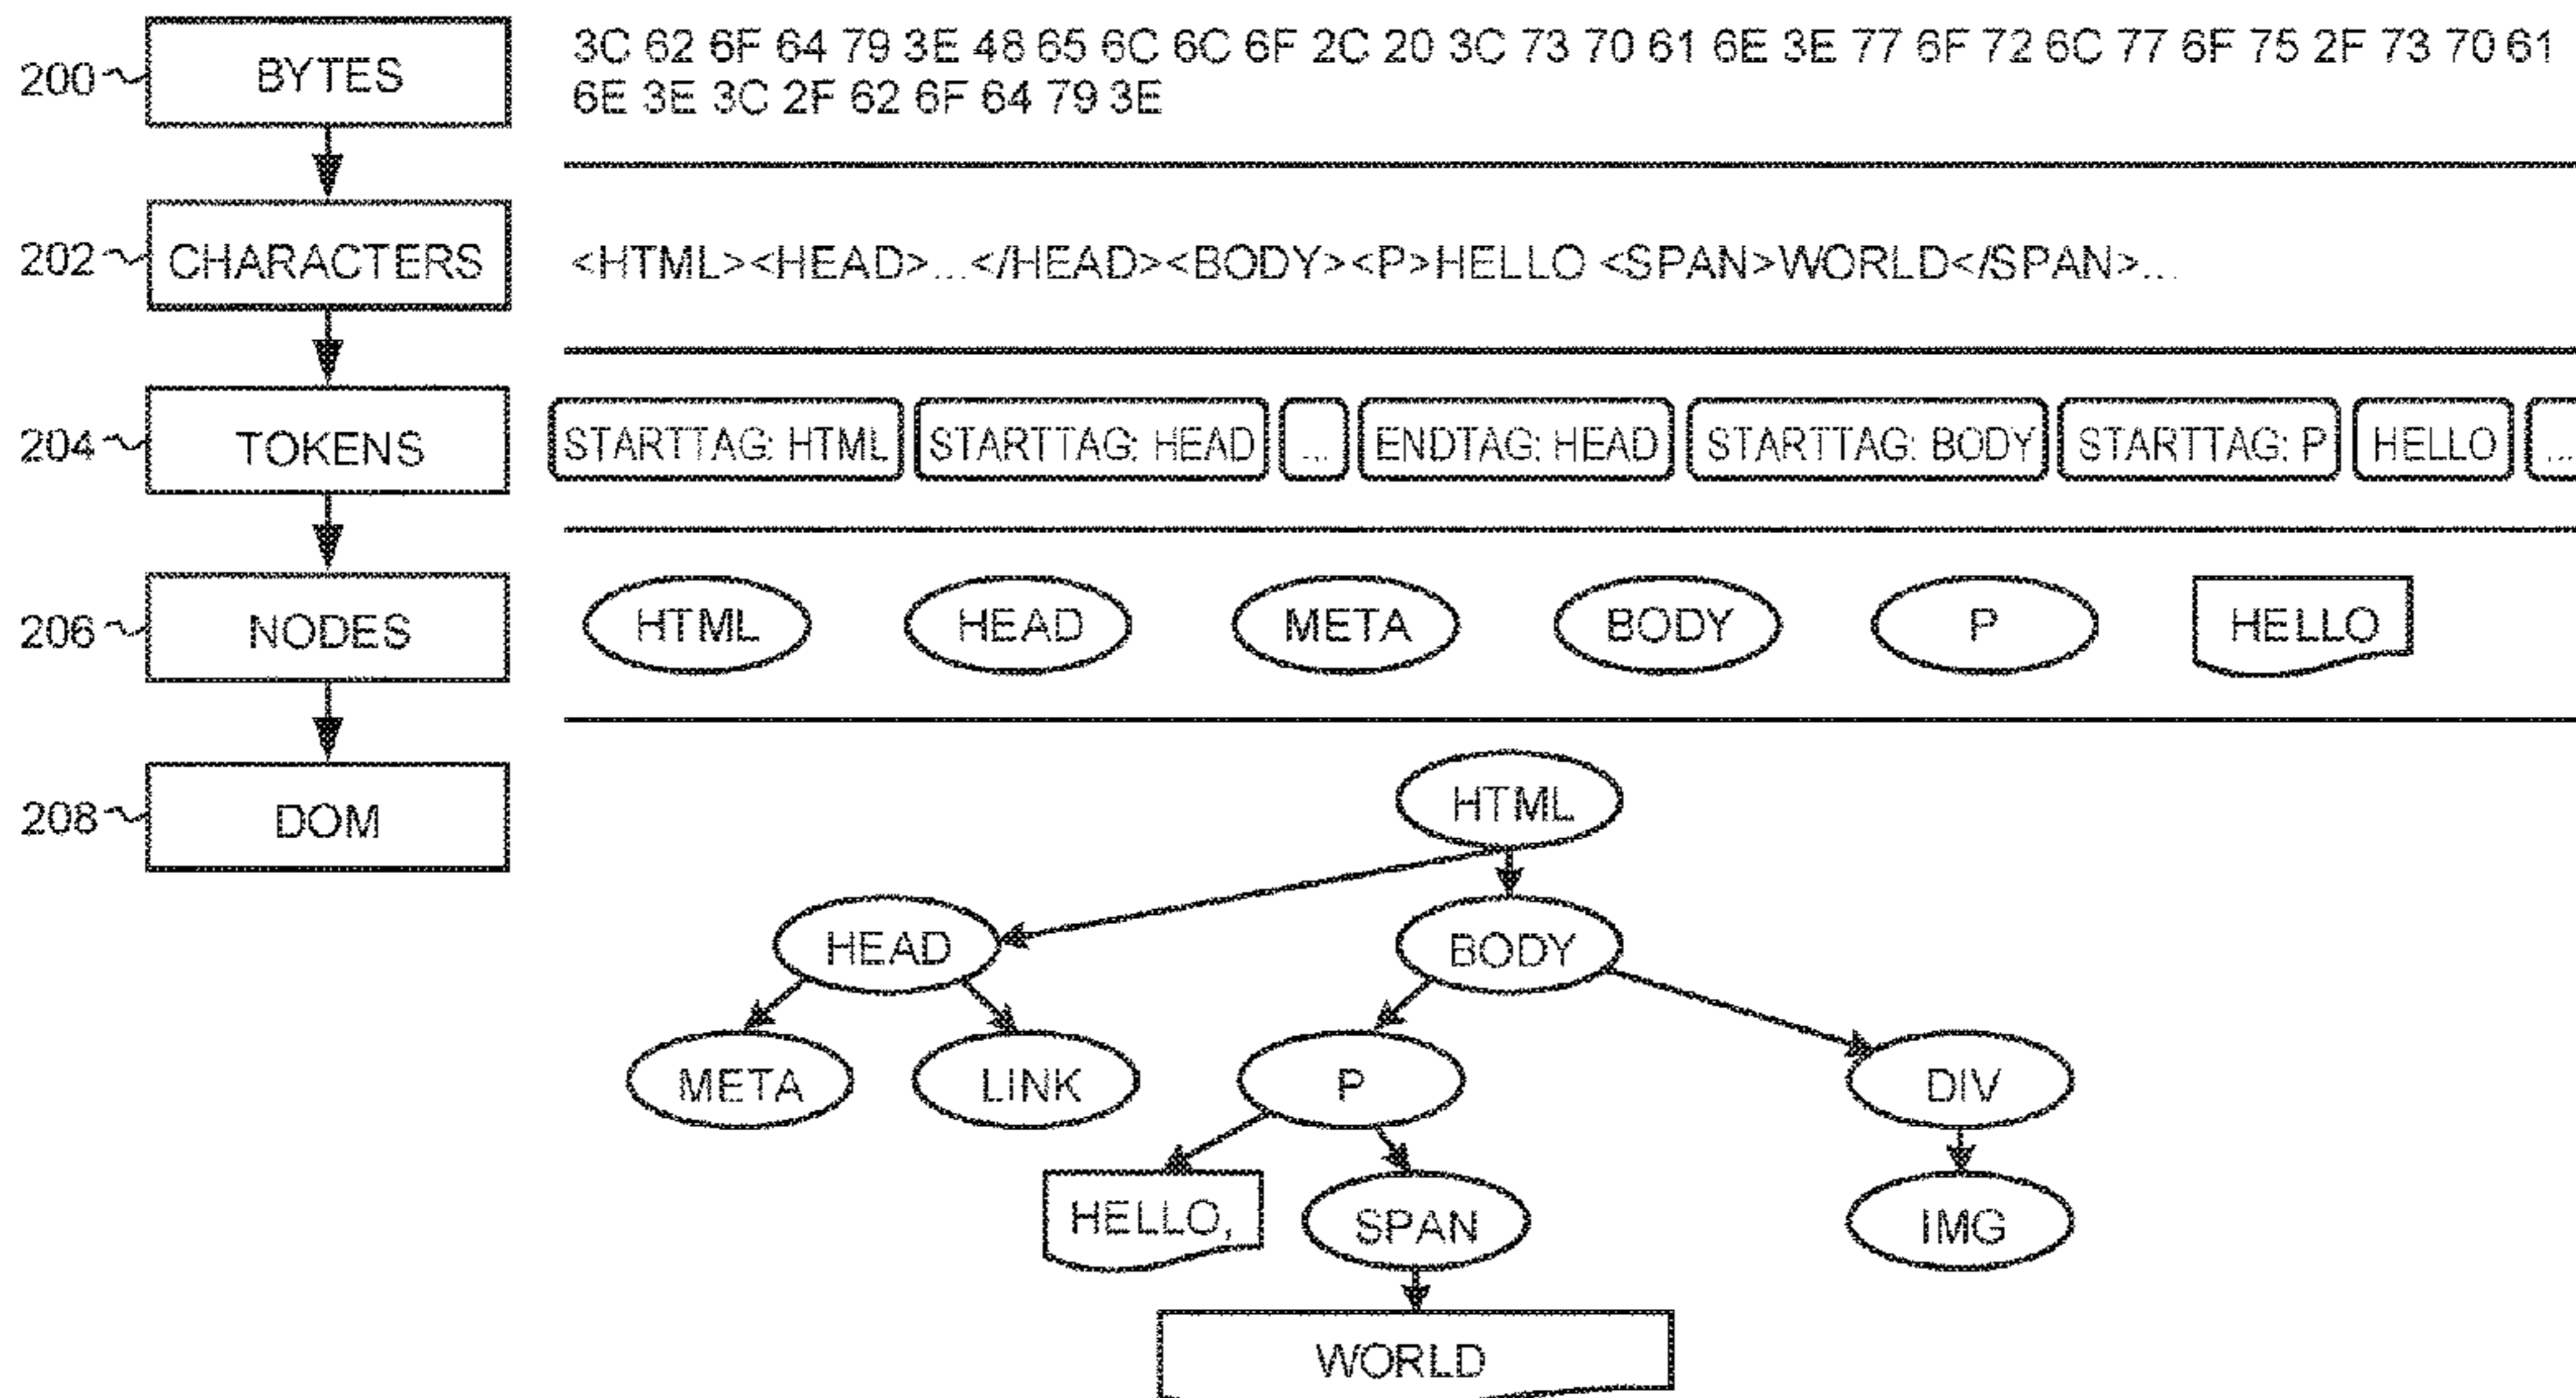 200 BYTES 3C 62 6F 64 79 3E 48 65 6C 6C 6F 2C 20 3C 73 70 61 6E 3E 77 6F 72 6C 77 6F 75 2F 73 70 61
6E 3E 3C 2F 62 6F 64 79 3E
202 CHARACTERS <HTML><HEAD>...</HEAD><BODY><P>HELLO <SPAN>WORLD</SPAN>...
204 TOKENS STARTTAG: HTML STARTTAG: HEAD ... ENDTAG: HEAD STARTTAG: BODY STARTTAG: P HELLO ...
206 NODES HTML HEAD META BODY P HELLO
208 DOM HTML
HEAD BODY
META LINK P DIV
HELLO, SPAN IMG
WORLD